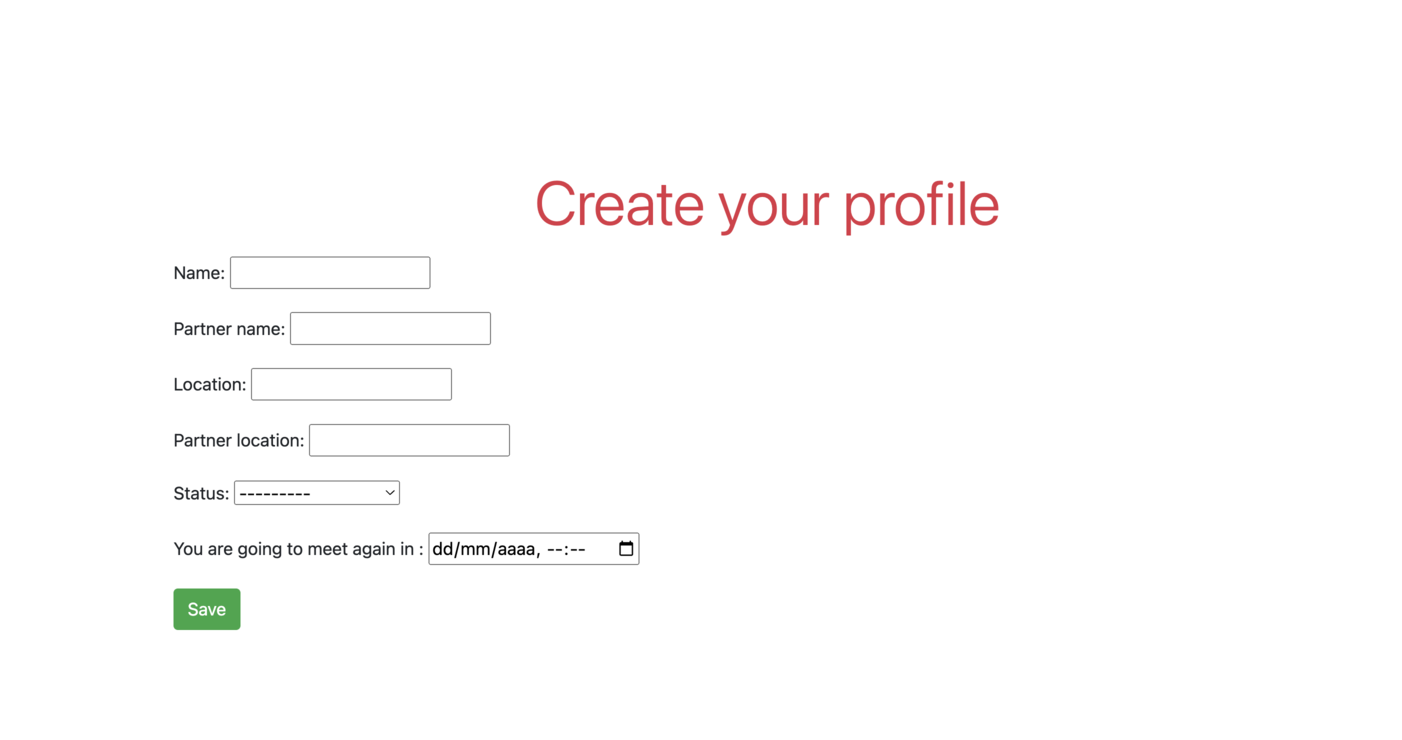 Create your profile
Name:
Partner name:
Location:
Partner location:
Status: ---------
You are going to meet again in : dd/mm/aaaa, --:--
Save